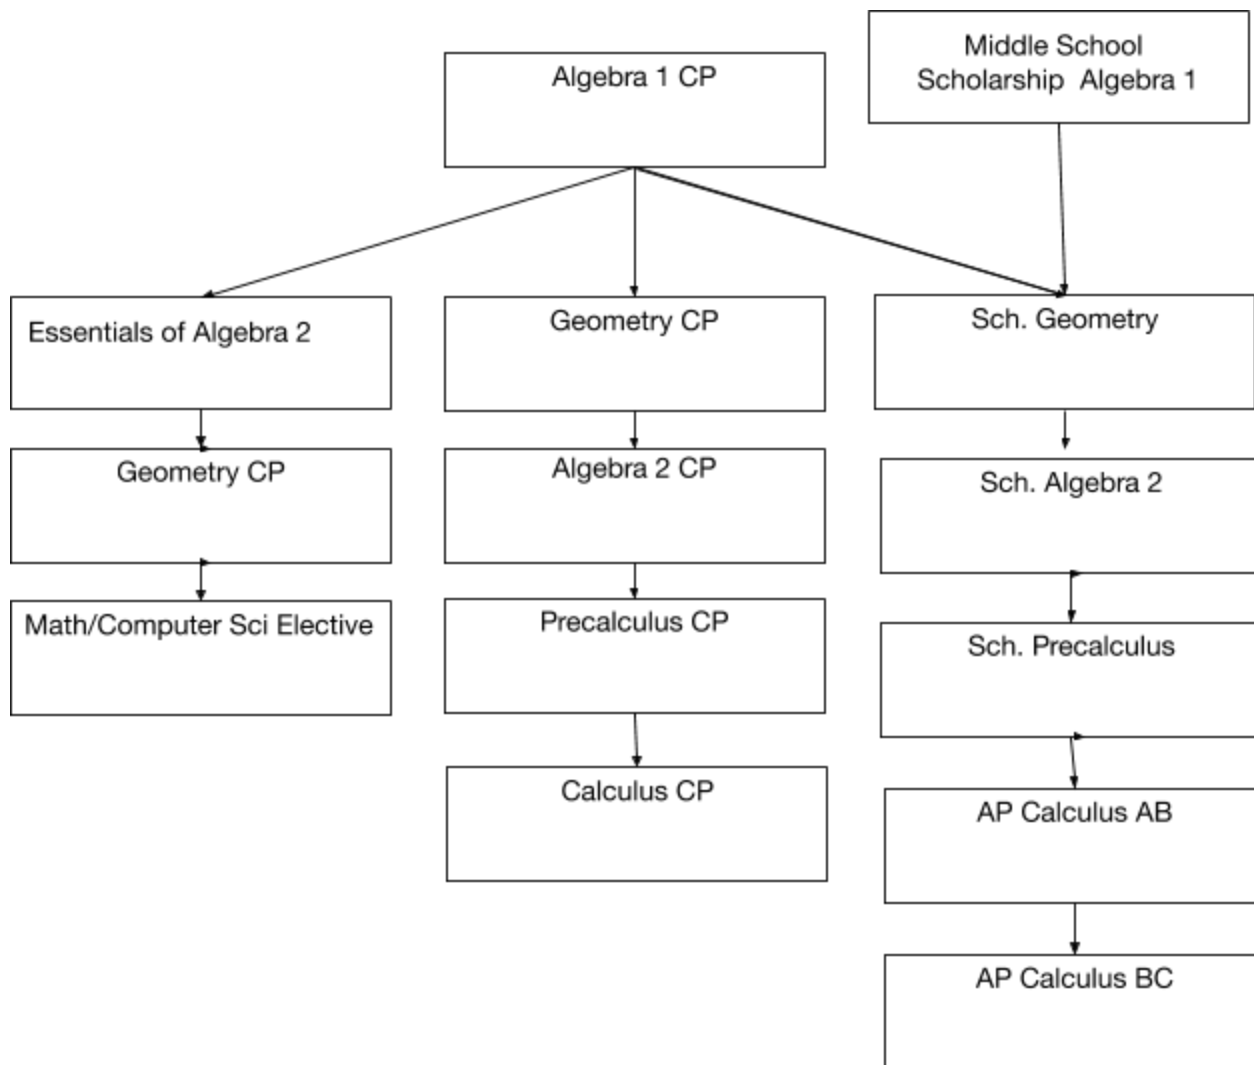 Middle School
Scholarship Algebra 1
Algebra 1 CP
Essentials of Algebra 2
Geometry CP
Sch. Geometry
Geometry CP
Algebra 2 CP
Sch. Algebra 2
Math/Computer Sci Elective
Precalculus CP
Sch. Precalculus
Calculus CP
AP Calculus AB
AP Calculus BC